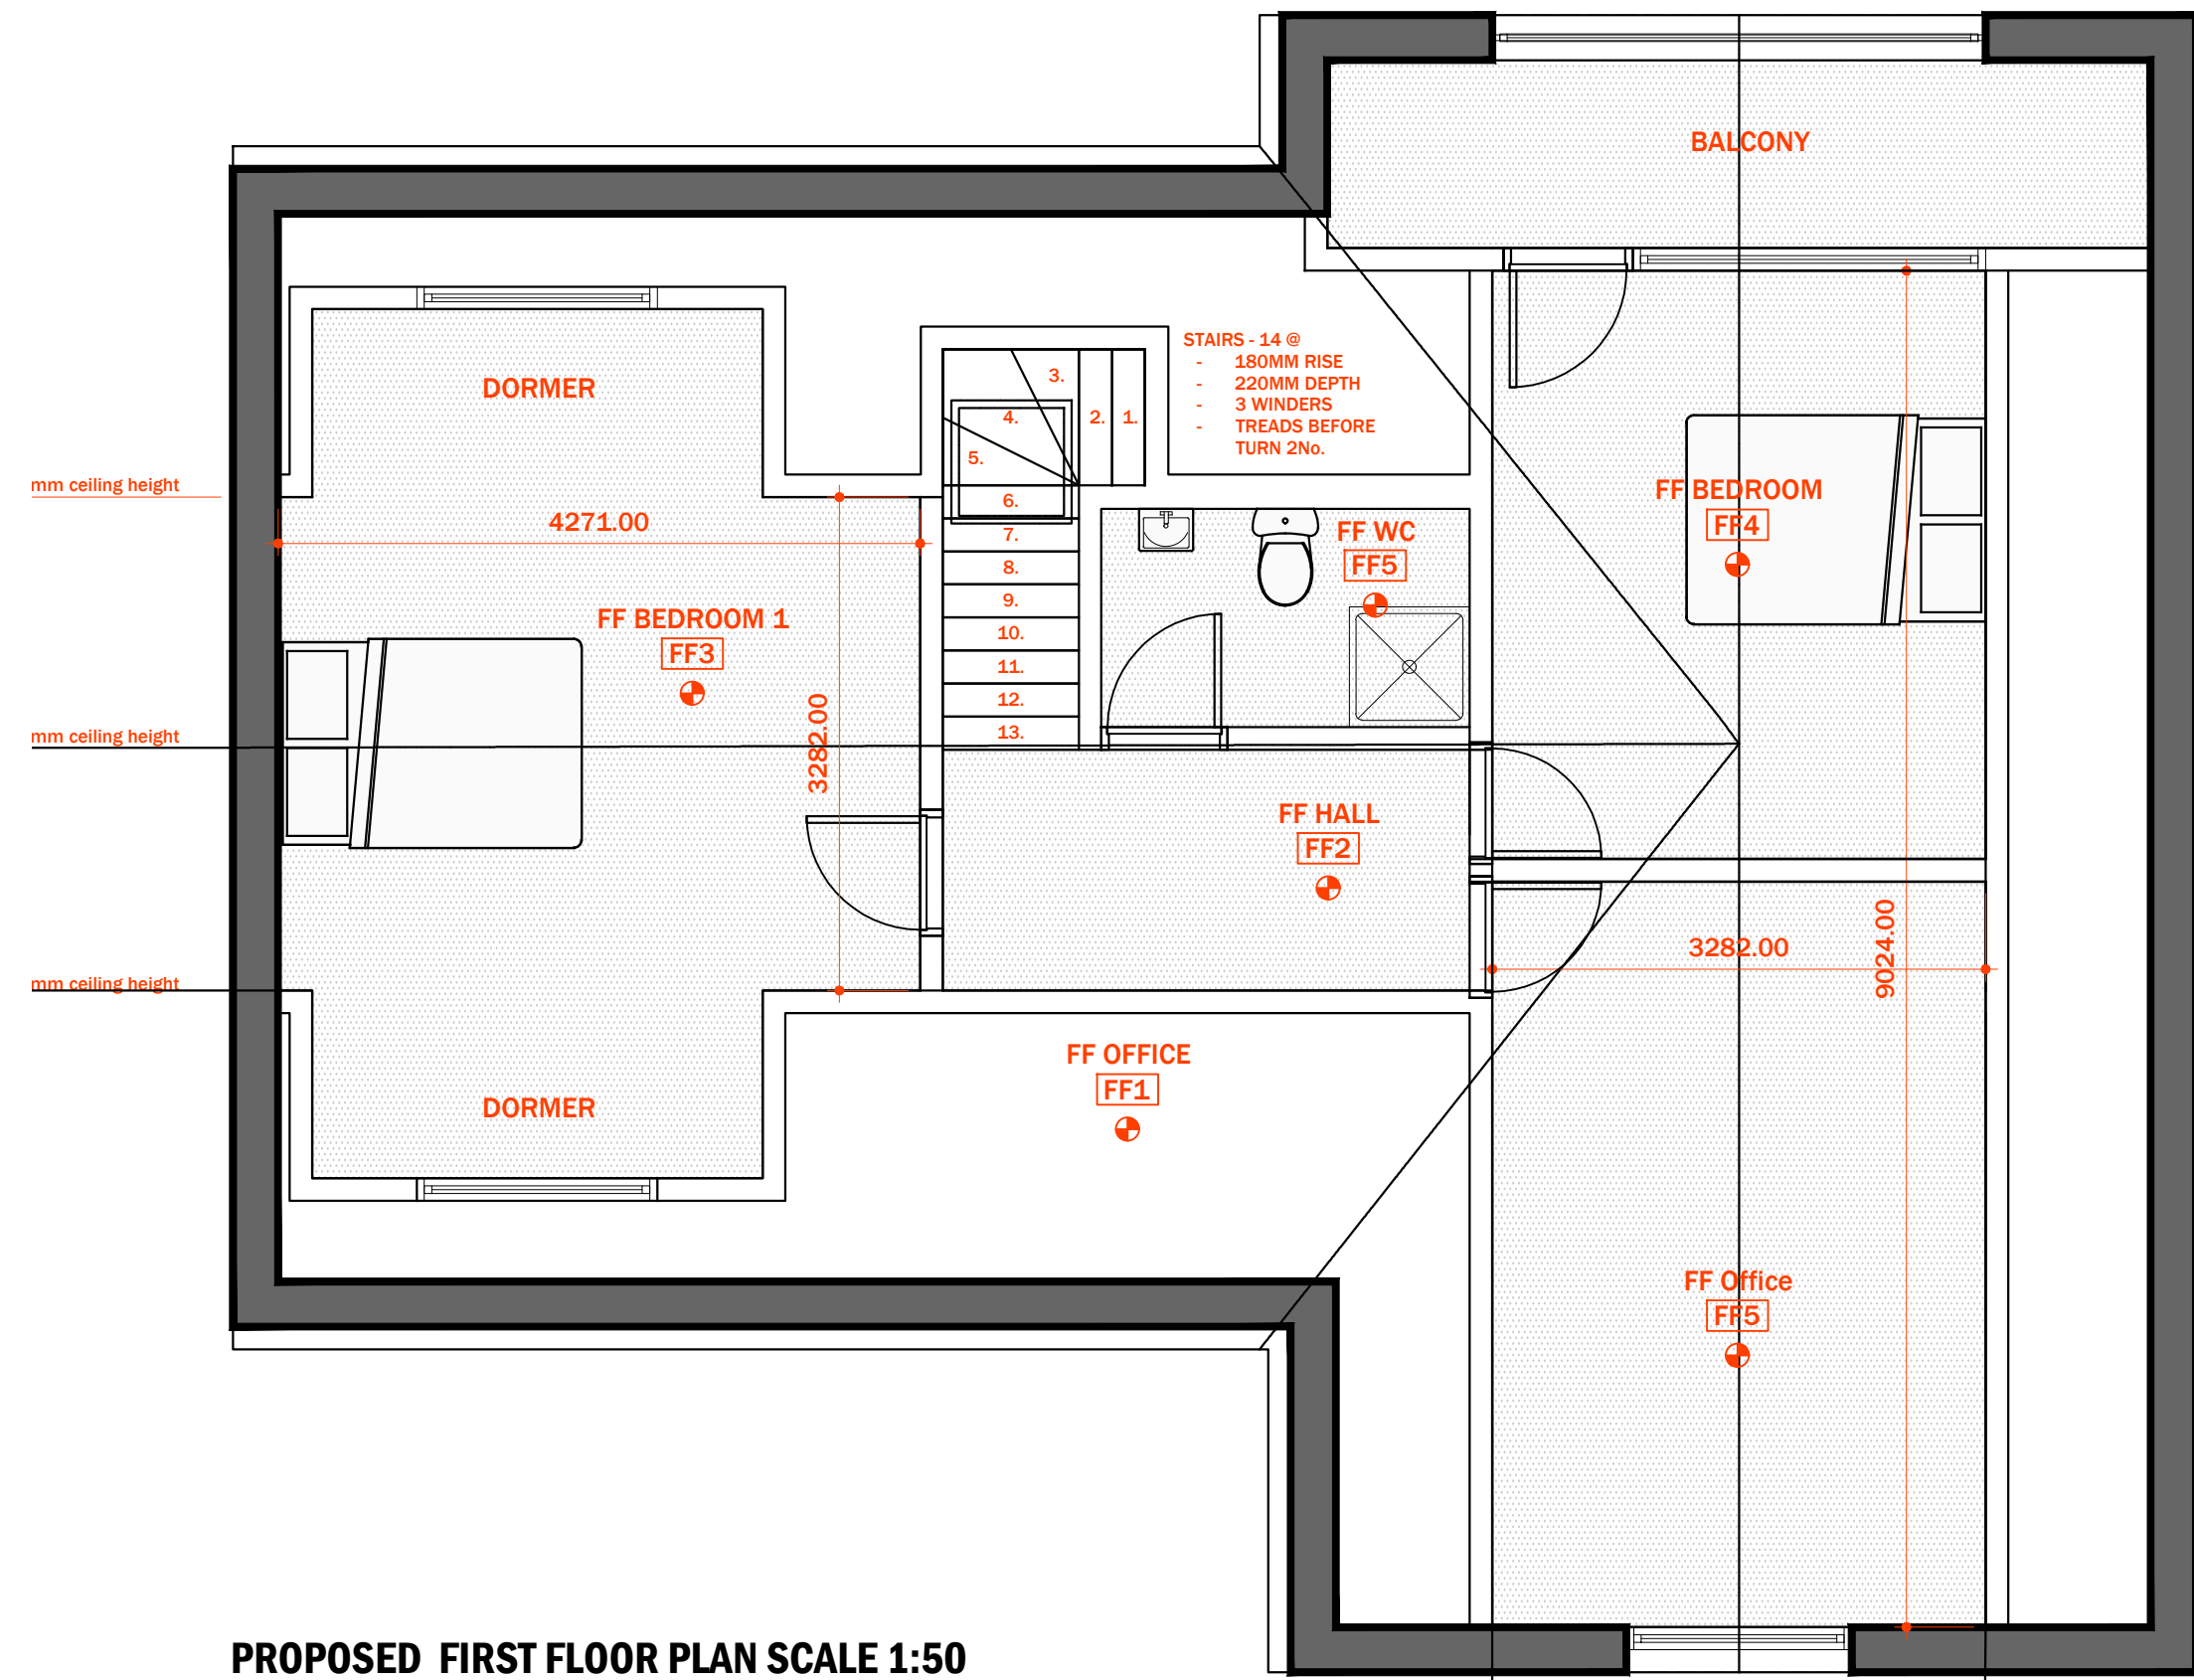 BALCONY
STAIRS - 14 @
- 180MM RISE
- 220MM DEPTH
- 3 WINDERS
- TREADS BEFORE
TURN 2No.
DORMER
3.
4.
2.
1.
5.
6.
7.
8.
9.
10.
11.
12.
13.
mm ceiling height
4271.00
FF BEDROOM
FF4
FF WC
FF5
FF BEDROOM 1
FF3
3282.00
mm ceiling height
FF HALL
FF2
3282.00
9024.00
mm ceiling height
FF OFFICE
FF1
DORMER
FF Office
FF5
PROPOSED FIRST FLOOR PLAN SCALE 1:50